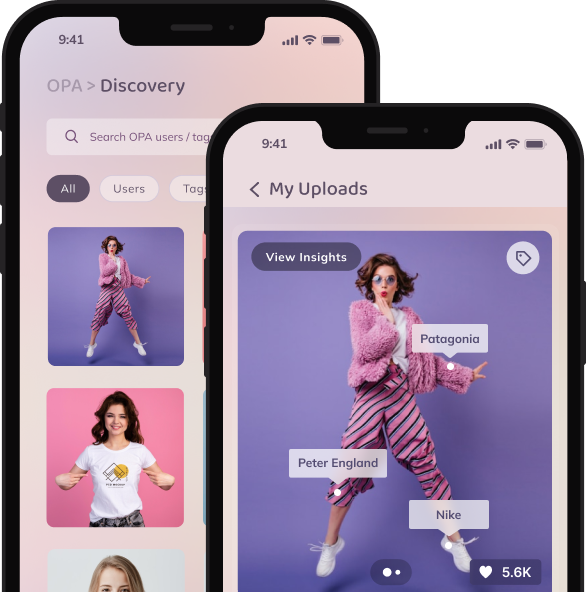 9:41
OPA > Discovery
Search OPA users / tag
All
Users
Tags
9:41
My Uploads
View Insights
Patagonia
Peter England
Nike
5.6K